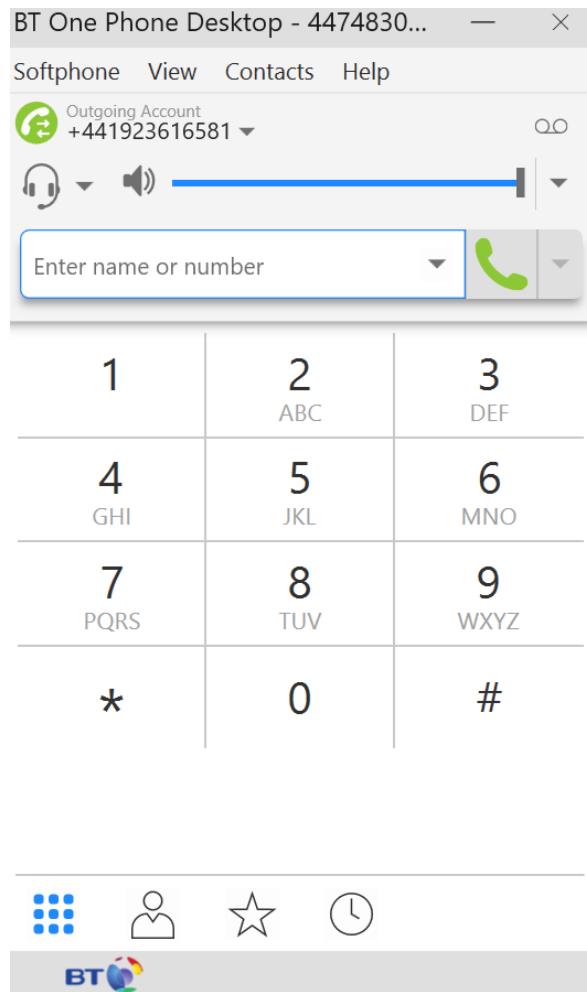 BT One Phone Desktop - 4474830...
Softphone View Contacts Help
Outgoing Account
+441923616581
Enter name or number
1 2 3
ABC DEF
4 5 6
GHI JKL MNO
7 8 9
PQRS TUV WXYZ
* 0 #
BT